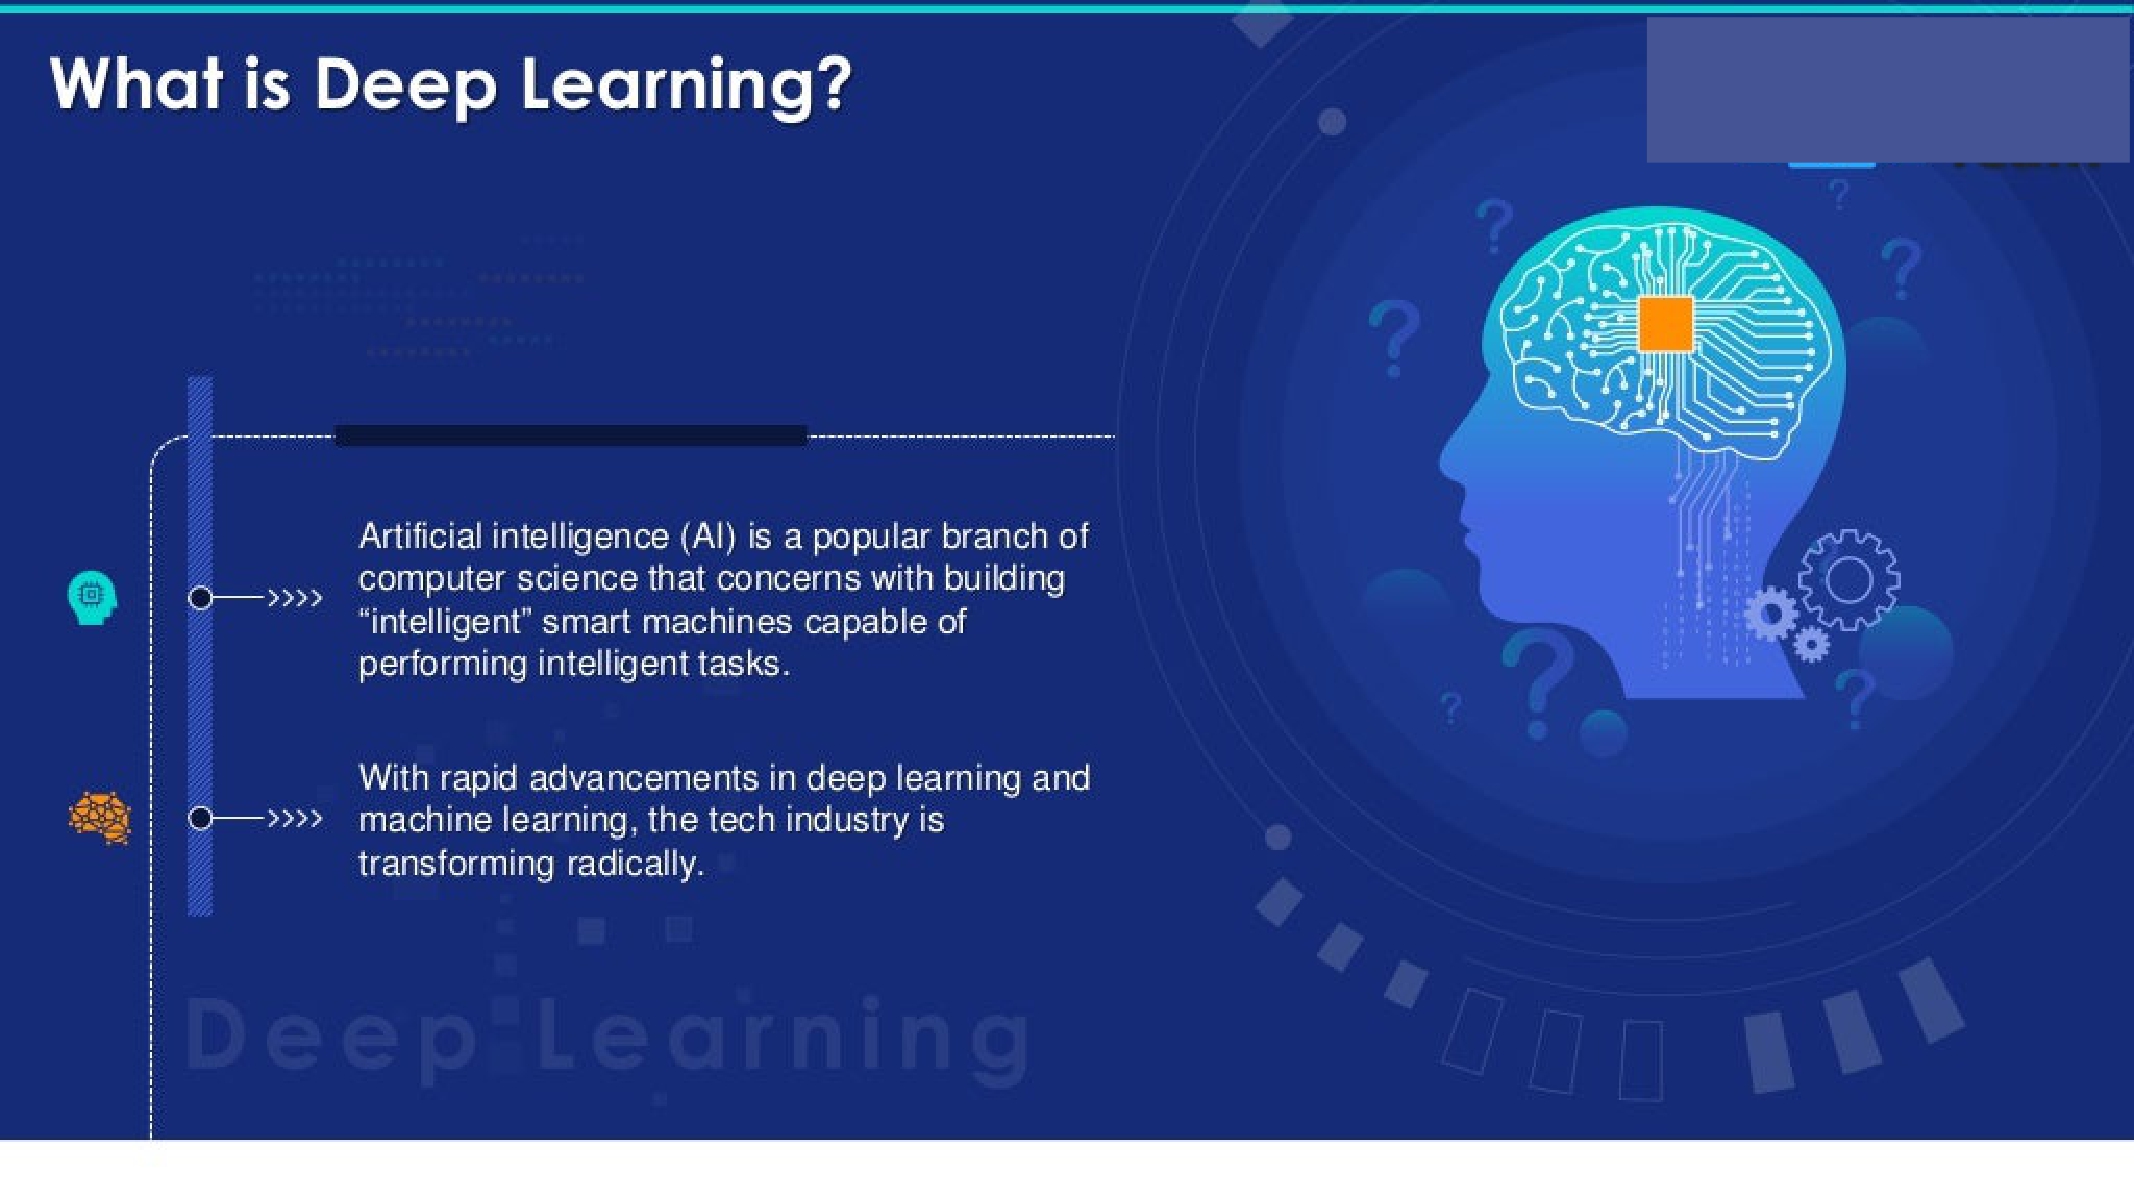 What is Deep Learning?
Artificial intelligence (AI) is a popular branch of
computer science that concerns with building
“intelligent” smart machines capable of
performing intelligent tasks.
With rapid advancements in deep learning and
machine learning, the tech industry is
transforming radically.
Deep Learning